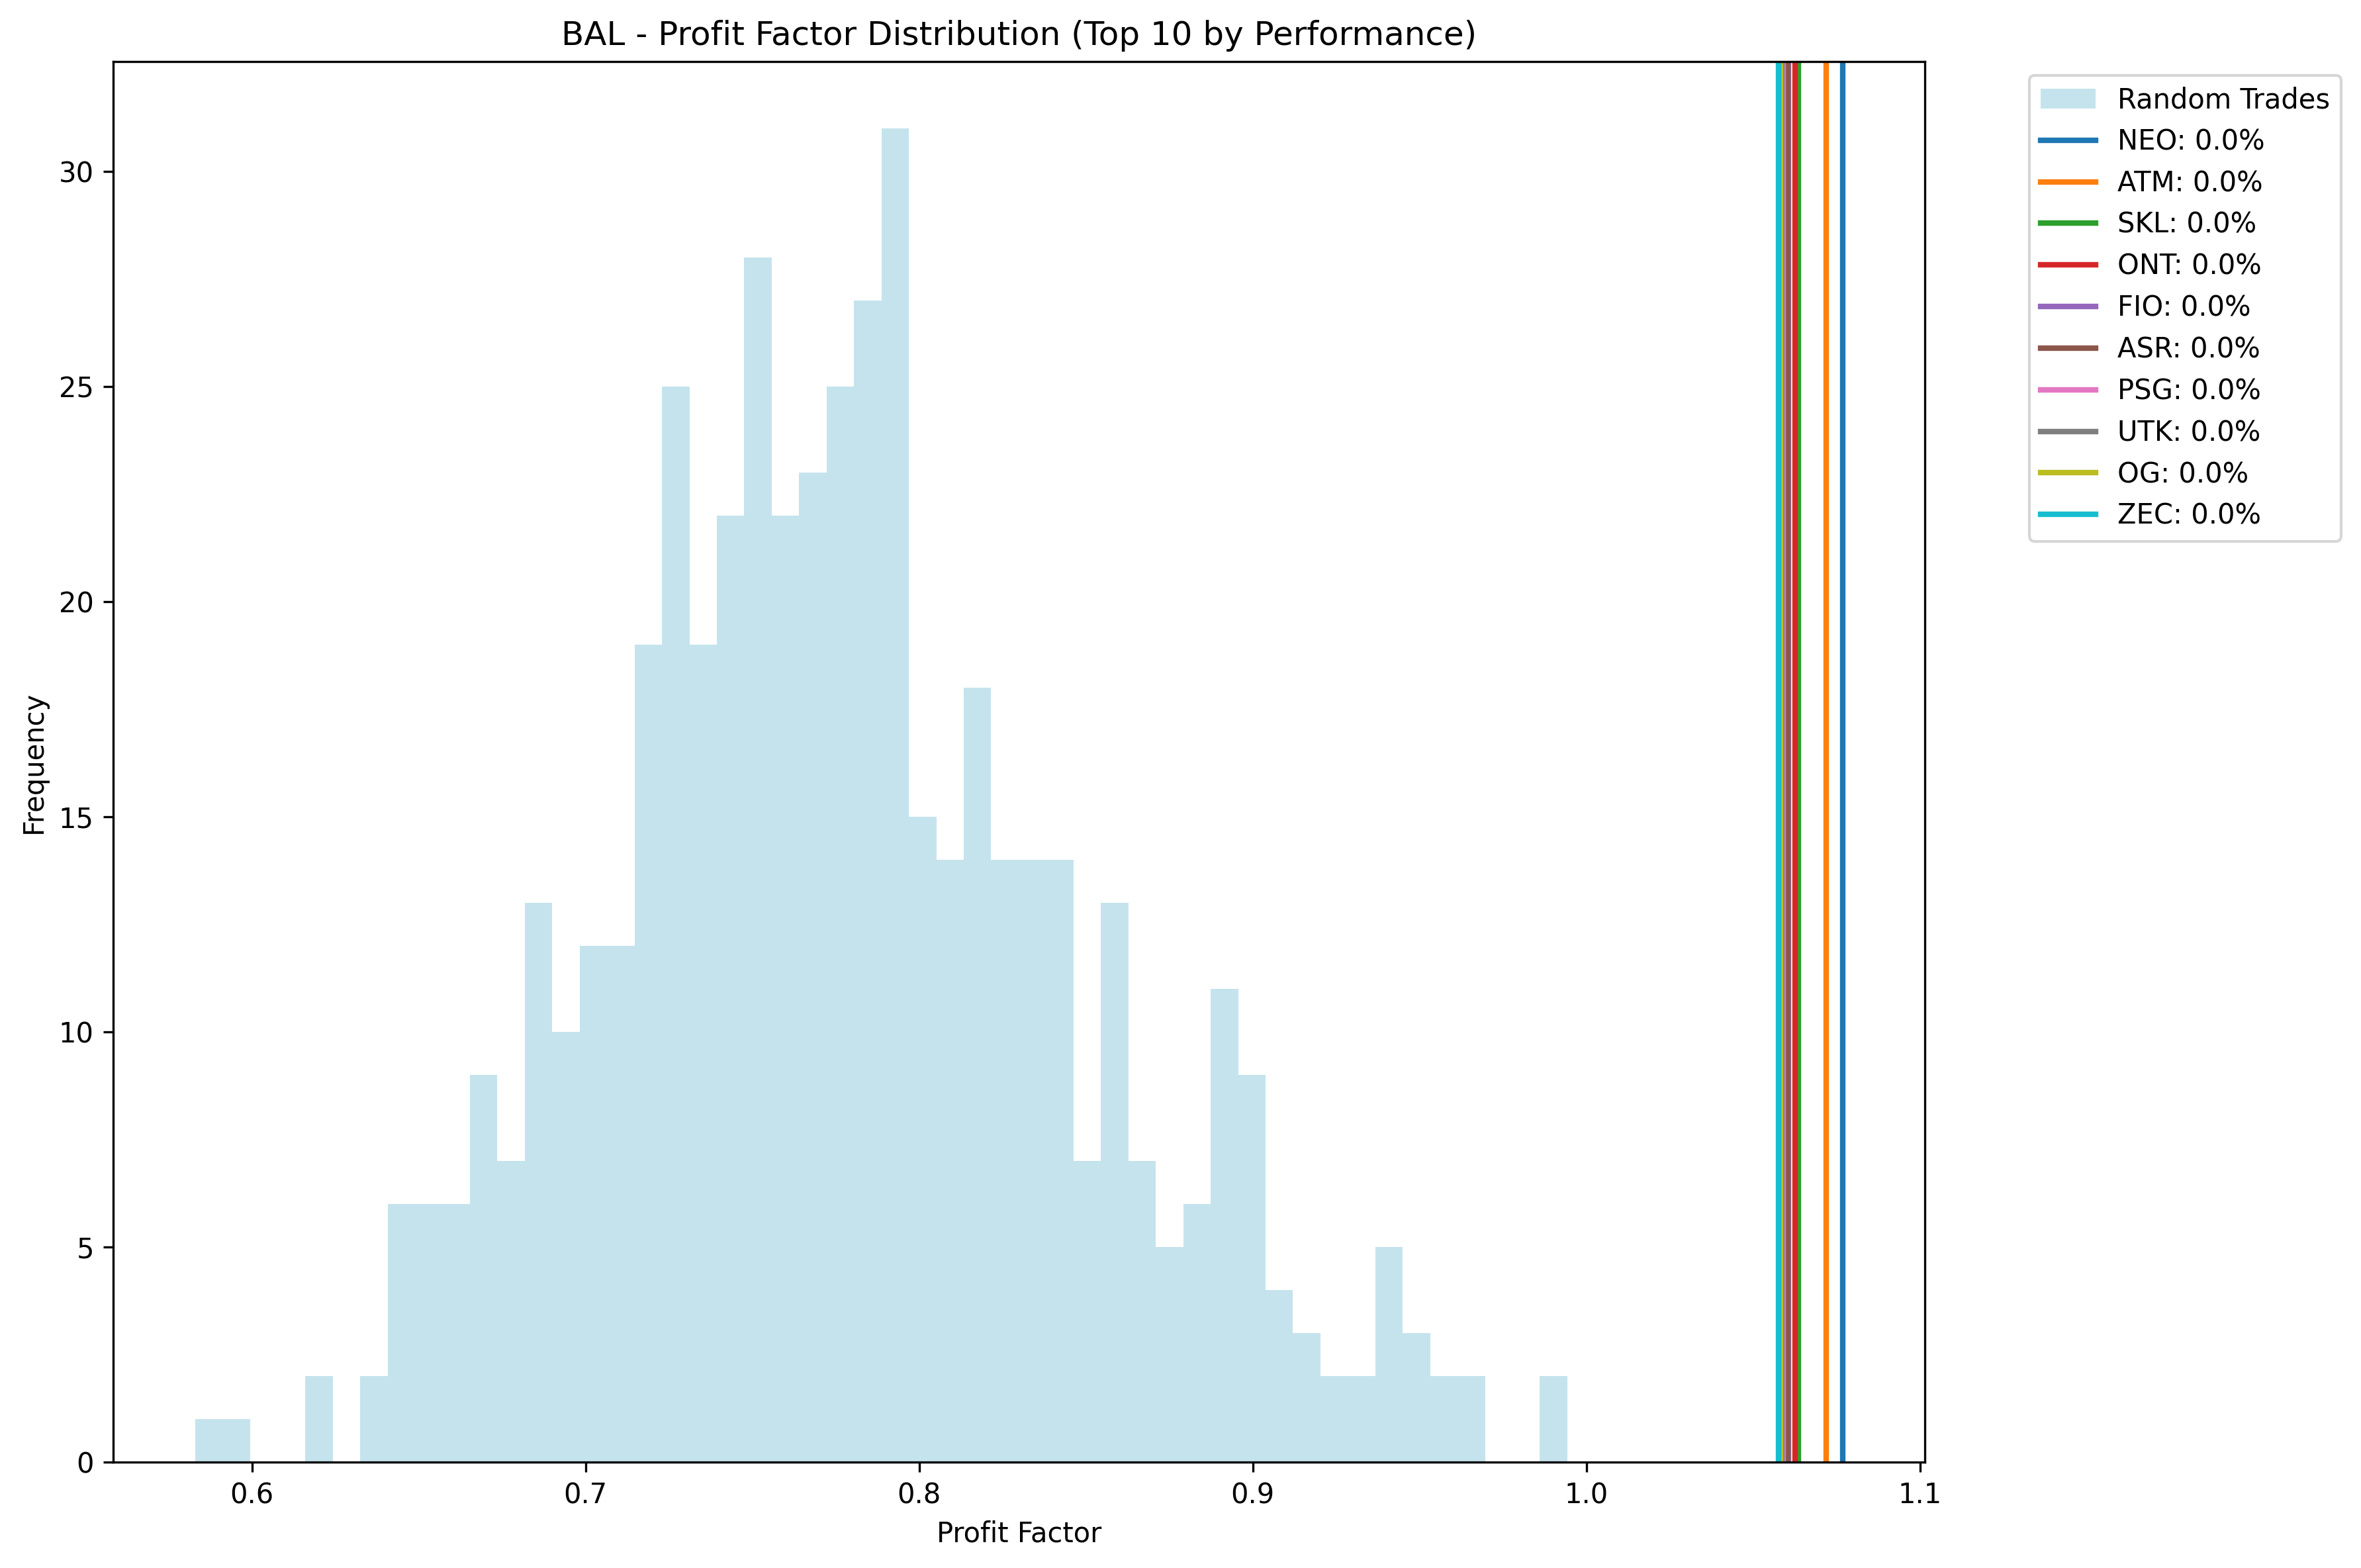 BAL - Profit Factor Distribution (Top 10 by Performance)
Random Trades
NEO: 0.0%
ATM: 0.0%
SKL: 0.0%
ONT: 0.0%
FIO: 0.0%
ASR: 0.0%
PSG: 0.0%
UTK: 0.0%
OG: 0.0%
ZEC: 0.0%
Frequency
30
25
20
15
10
5
0
0.6 0.7 0.8 0.9 1.0 1.1
Profit Factor